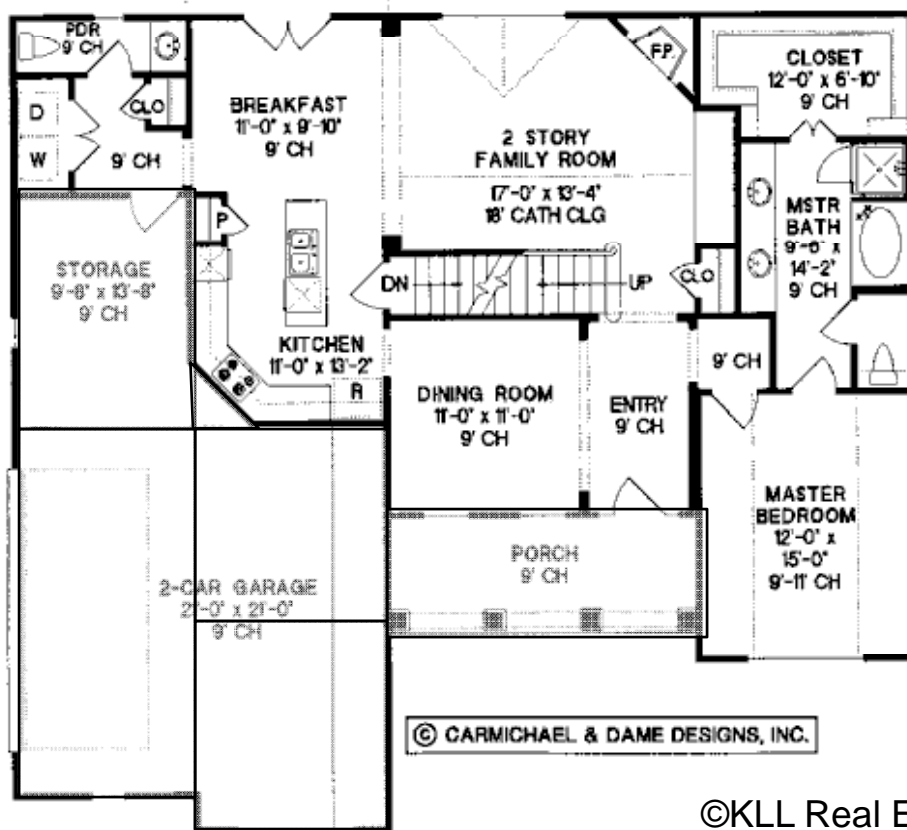 PDR
9' CH
D
W
CLO
9' CH
BREAKFAST
11'-0" x 9'-10"
9' CH
F.P.
2 STORY
FAMILY ROOM
17'-0" x 13'-4"
18' CATH CLG
CLOSET
12'-0" x 6'-10"
9' CH
MSTR
BATH
9'-6" x
14'-2"
9' CH
P
STORAGE
9'-8" x 13'-8"
9' CH
DN
UP
CLO
KITCHEN
11'-0" x 13'-2"
R
DINING ROOM
11'-0" x 11'-0"
9' CH
ENTRY
9' CH
9' CH
MASTER
BEDROOM
12'-0" x
15'-0"
9'-11" CH
PORCH
9' CH
2-CAR GARAGE
21'-0" x 21'-0"
9' CH
© CARMICHAEL & DAME DESIGNS, INC.
©KLL Real E